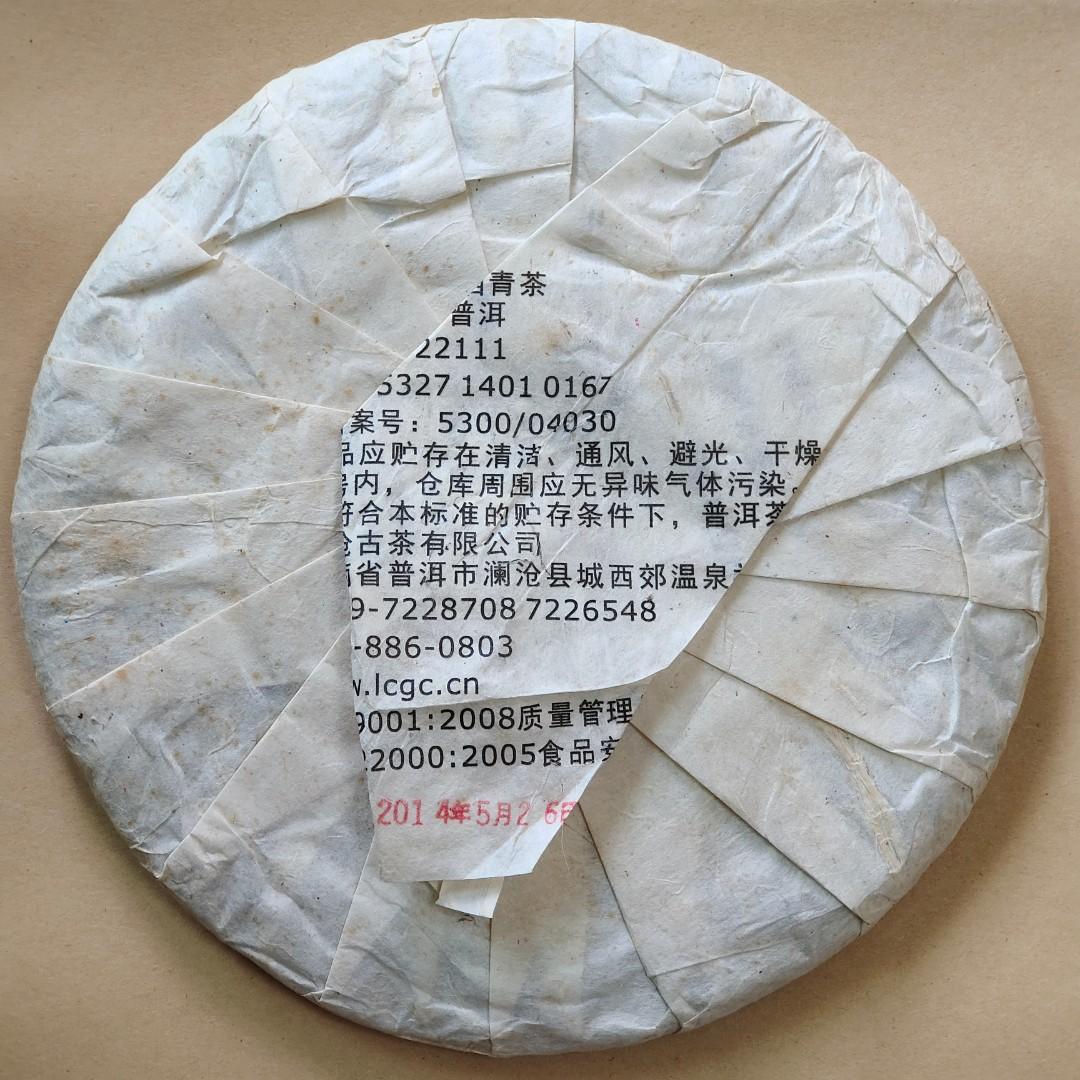 青茶
普洱
22111
5327 1401 0167
案号：5300/04030
品应贮存在清洁、通风、避光、干燥
内，仓库周围应无异味气体污染。
符合本标准的贮存条件下，普洱茶
沧古茶有限公司
省普洱市澜沧县城西郊温泉
9-7228708 7226548
-886-0803
w.lcgc.cn
9001:2008质量管理
22000:2005食品安
2014年5月26日